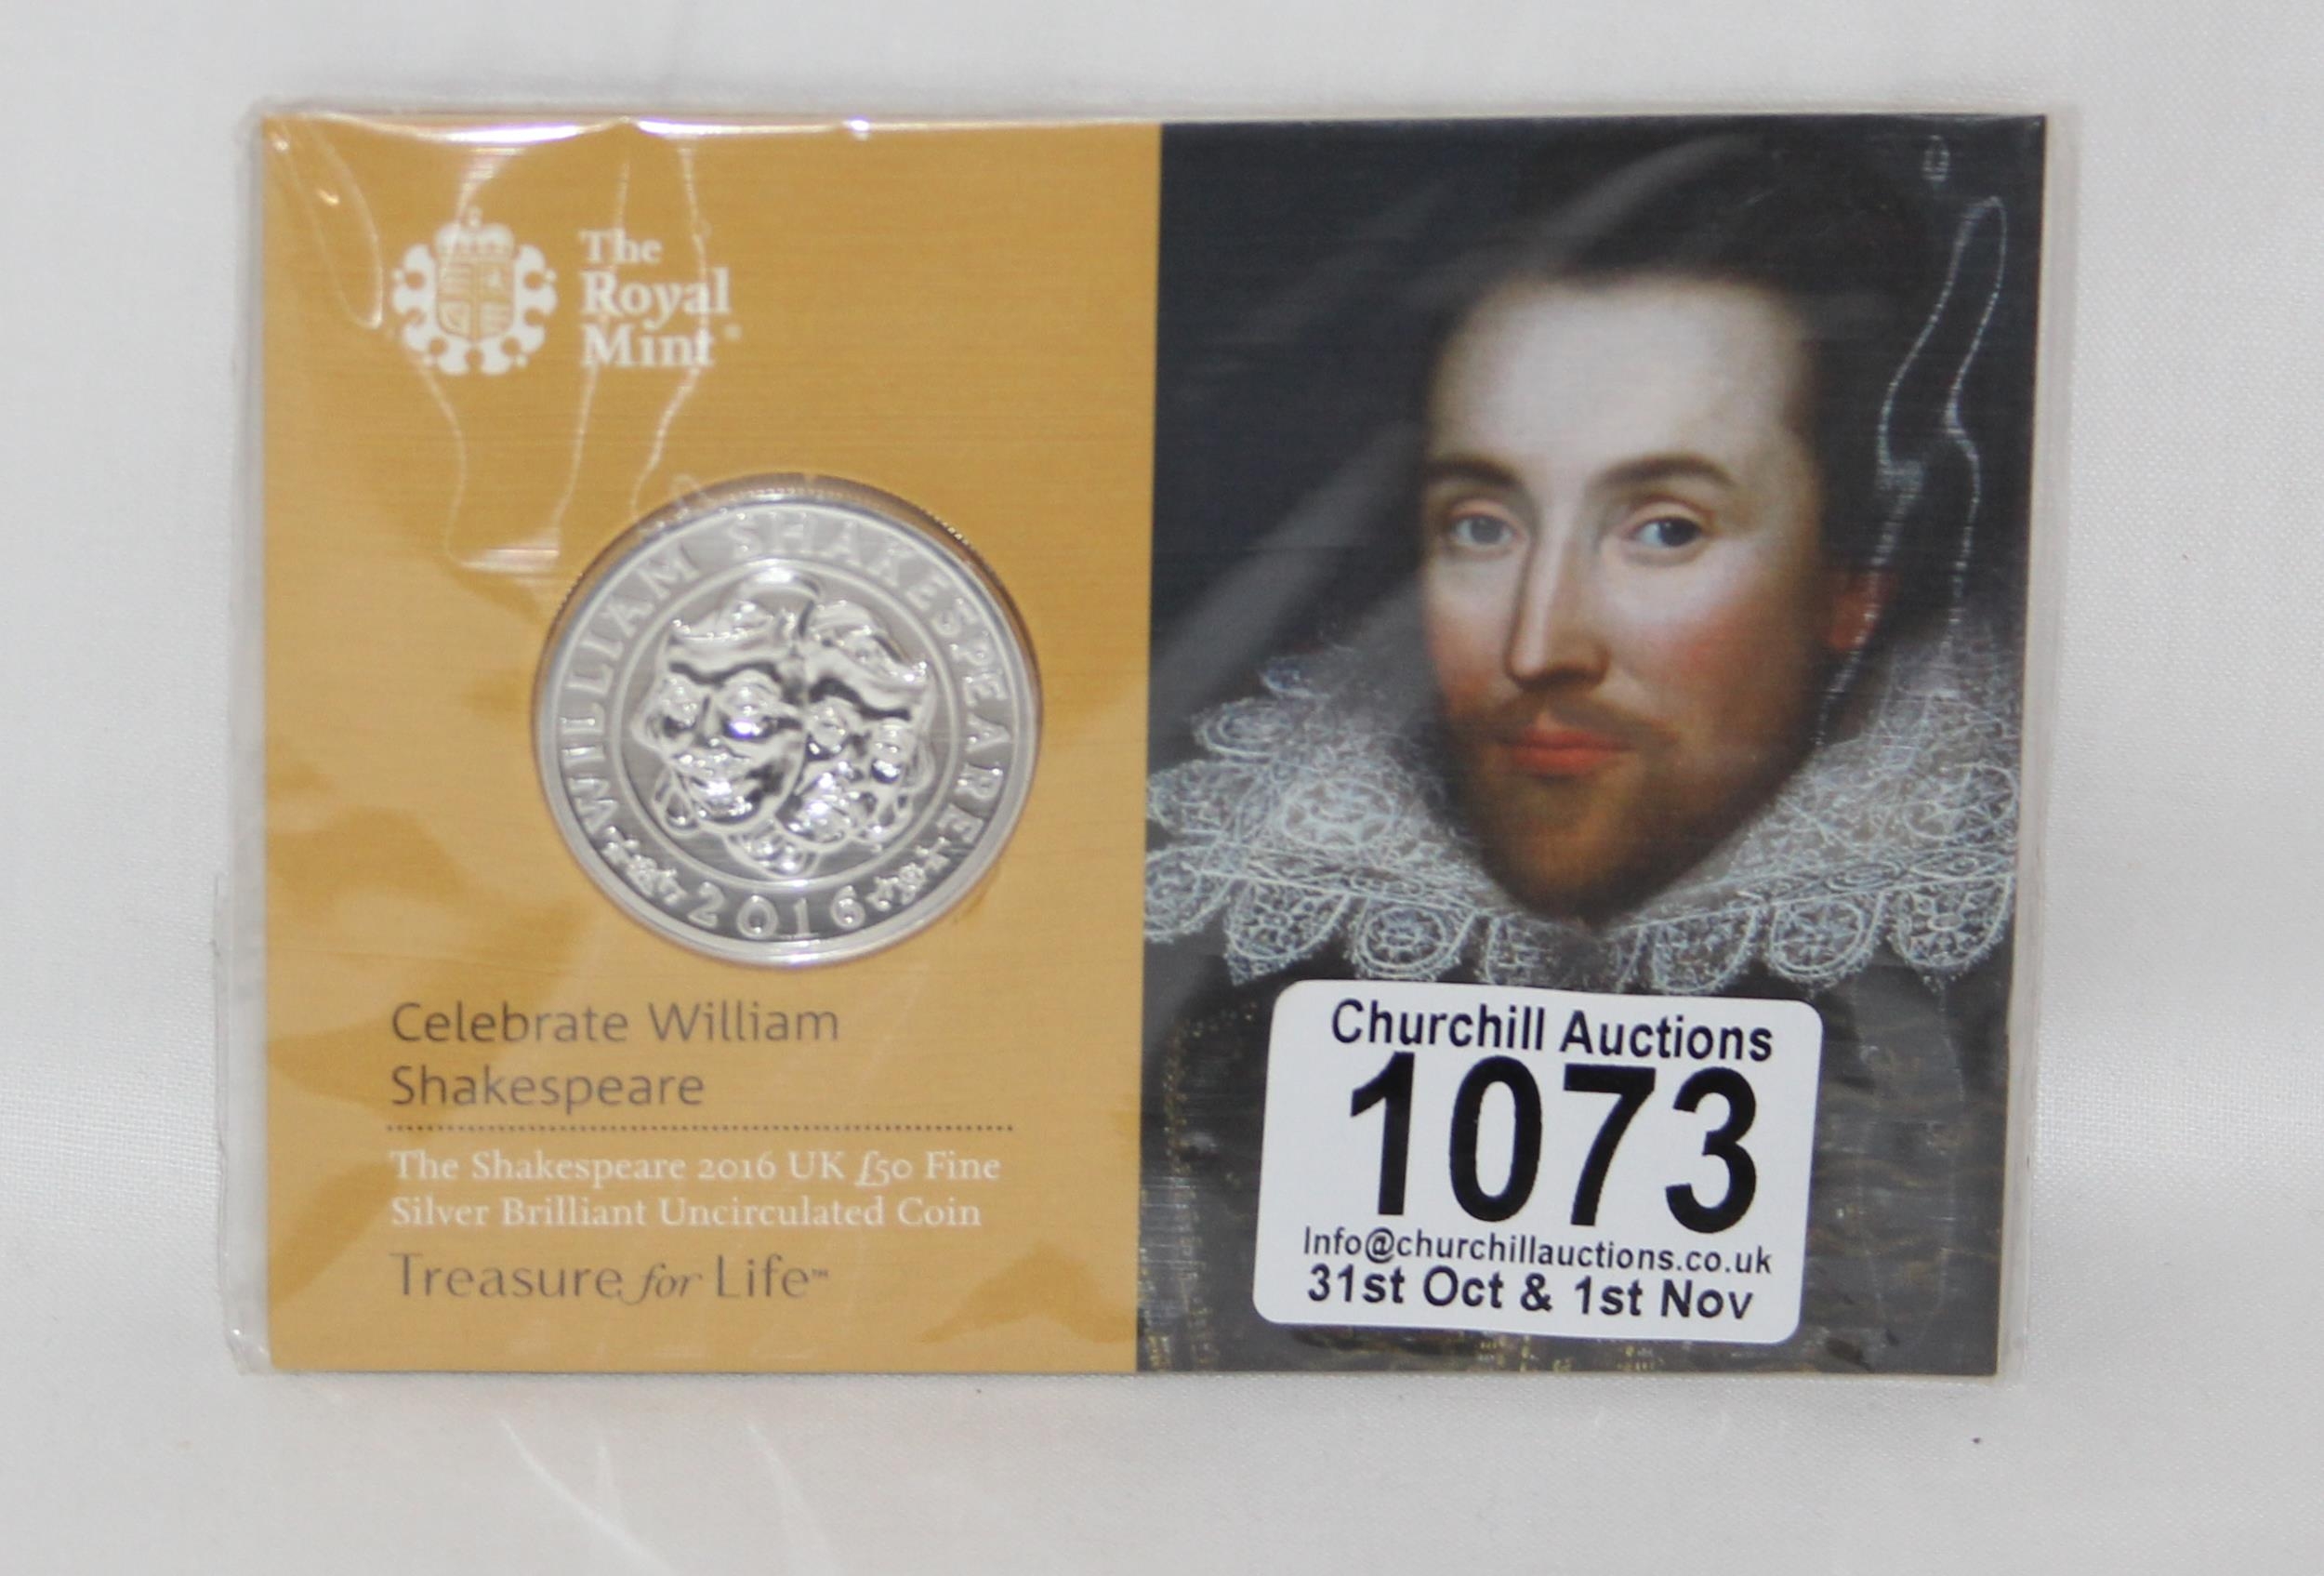 The
Royal
Mint®
WILLIAM SHAKESPEARE
2016
Celebrate William
Shakespeare
The Shakespeare 2016 UK £50 Fine
Silver Brilliant Uncirculated Coin
Treasure for Life™
Churchill Auctions
1073
Info@churchillauctions.co.uk
31st Oct & 1st Nov